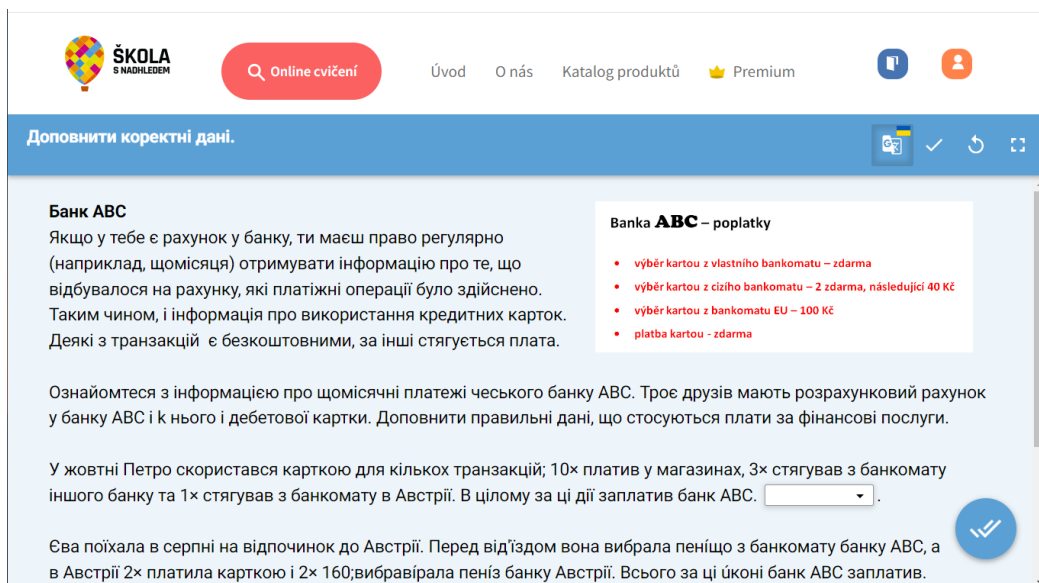 ŠKOLA
S NADHLEDEM
Online cvičení
Úvod
O nás
Katalog produktů
Premium
Доповнити коректні дані.
Банк АВС
Якщо у тебе є рахунок у банку, ти маєш право регулярно
(наприклад, щомісяця) отримувати інформацію про те, що
відбувалося на рахунку, які платіжні операції було здійснено.
Таким чином, і інформація про використання кредитних карток.
Деякі з транзакцій є безкоштовними, за інші стягується плата.
Banka ABC – poplatky
• výběr kartou z vlastního bankomatu – zdarma
• výběr kartou z cizího bankomatu – 2 zdarma, následující 40 Kč
• výběr kartou z bankomatu EU – 100 Kč
• platba kartou - zdarma
Ознайомтеся з інформацією про щомісячні платежі чеського банку АВС. Троє друзів мають розрахунковий рахунок
у банку АВС і k нього і дебетової картки. Доповнити правильні дані, що стосуються плати за фінансові послуги.
У жовтні Петро скористався карткою для кількох транзакцій; 10× платив у магазинах, 3× стягував з банкомату
іншого банку та 1× стягував з банкомату в Австрії. В цілому за ці дії заплатив банк АВС. .
Єва поїхала в серпні на відпочинок до Австрії. Перед від'їздом вона вибрала пеніщо з банкомату банку АВС, а
в Австрії 2× платила карткою і 2× 160;вибравірала пеніз банку Австрії. Всього за ці úконі банк АВС заплатив.